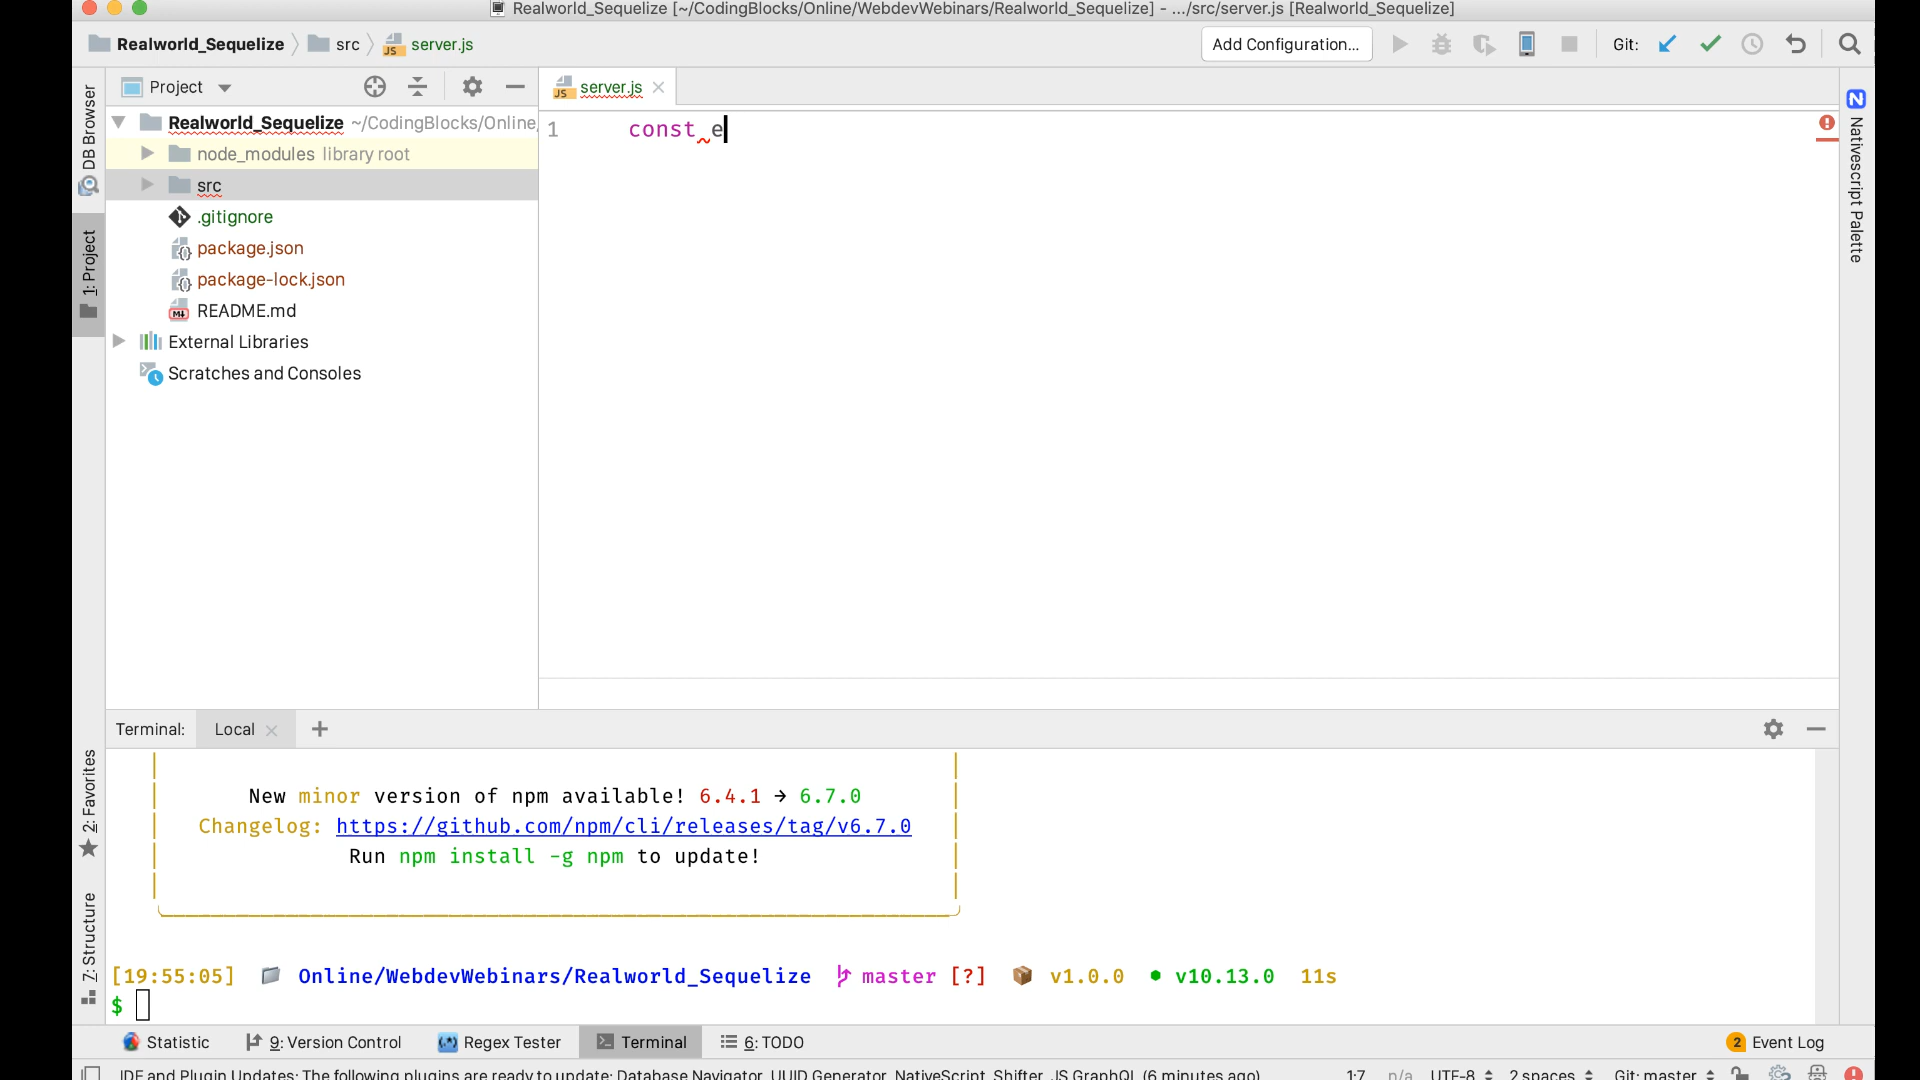 Realworld_Sequelize [~/CodingBlocks/Online/WebdevWebinars/Realworld_Sequelize] - .../src/server.js [Realworld_Sequelize]
Realworld_Sequelize src JS server.js Add Configuration... Git:
Project JS server.js
Realworld_Sequelize ~/CodingBlocks/Online,
1 const e
node_modules library root
src
.gitignore
package.json
package-lock.json
README.md
External Libraries
Scratches and Consoles
DB Browser
1: Project
2: Favorites
7: Structure
N Nativescript Palette
Terminal: Local
New minor version of npm available! 6.4.1 → 6.7.0
Changelog: https://github.com/npm/cli/releases/tag/v6.7.0
Run npm install -g npm to update!
[19:55:05] Online/WebdevWebinars/Realworld_Sequelize master [?] v1.0.0 v10.13.0 11s
$
Statistic 9: Version Control Regex Tester Terminal 6: TODO 2 Event Log
IDE and Plugin Updates: The following plugins are ready to update: Database Navigator, UUID Generator, NativeScript, Shifter, JS GraphQL (6 minutes ago) 1:7 n/a UTF-8 2 spaces Git: master